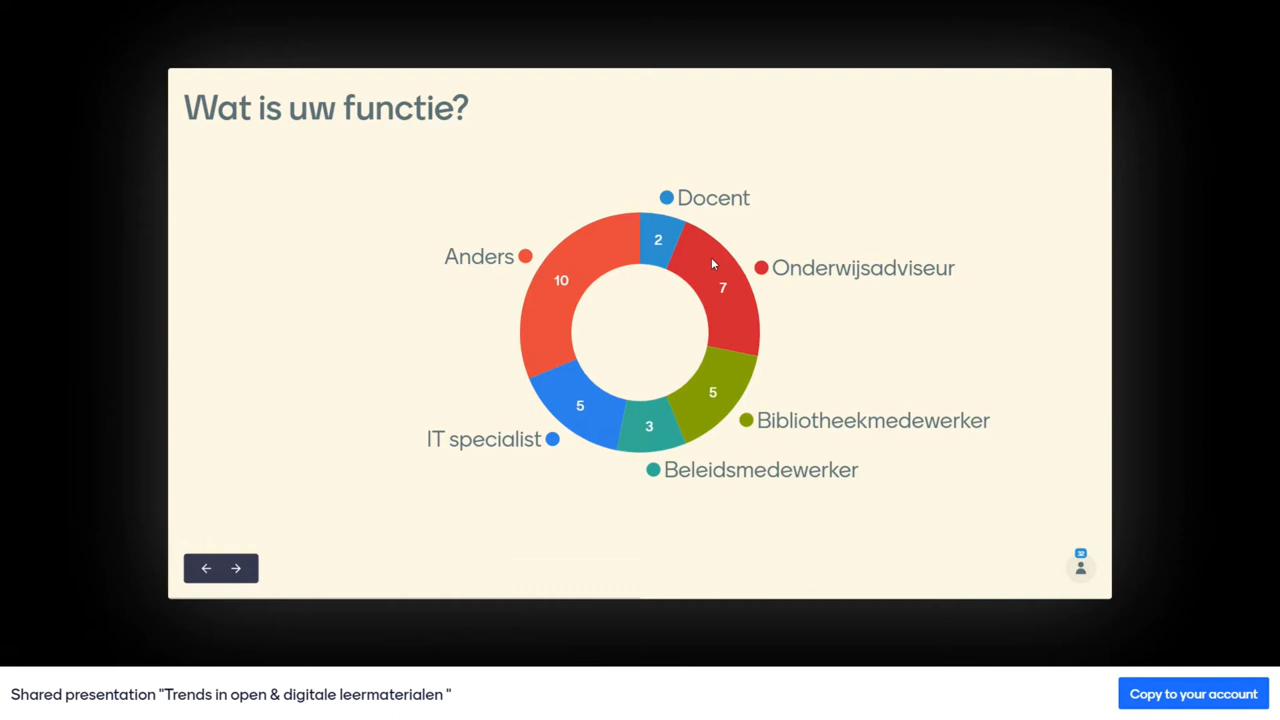 Wat is uw functie?
Docent
2
Anders
Onderwijsadviseur
10
7
5
5
Bibliotheekmedewerker
3
IT specialist
Beleidsmedewerker
32
Shared presentation "Trends in open & digitale leermaterialen "
Copy to your account